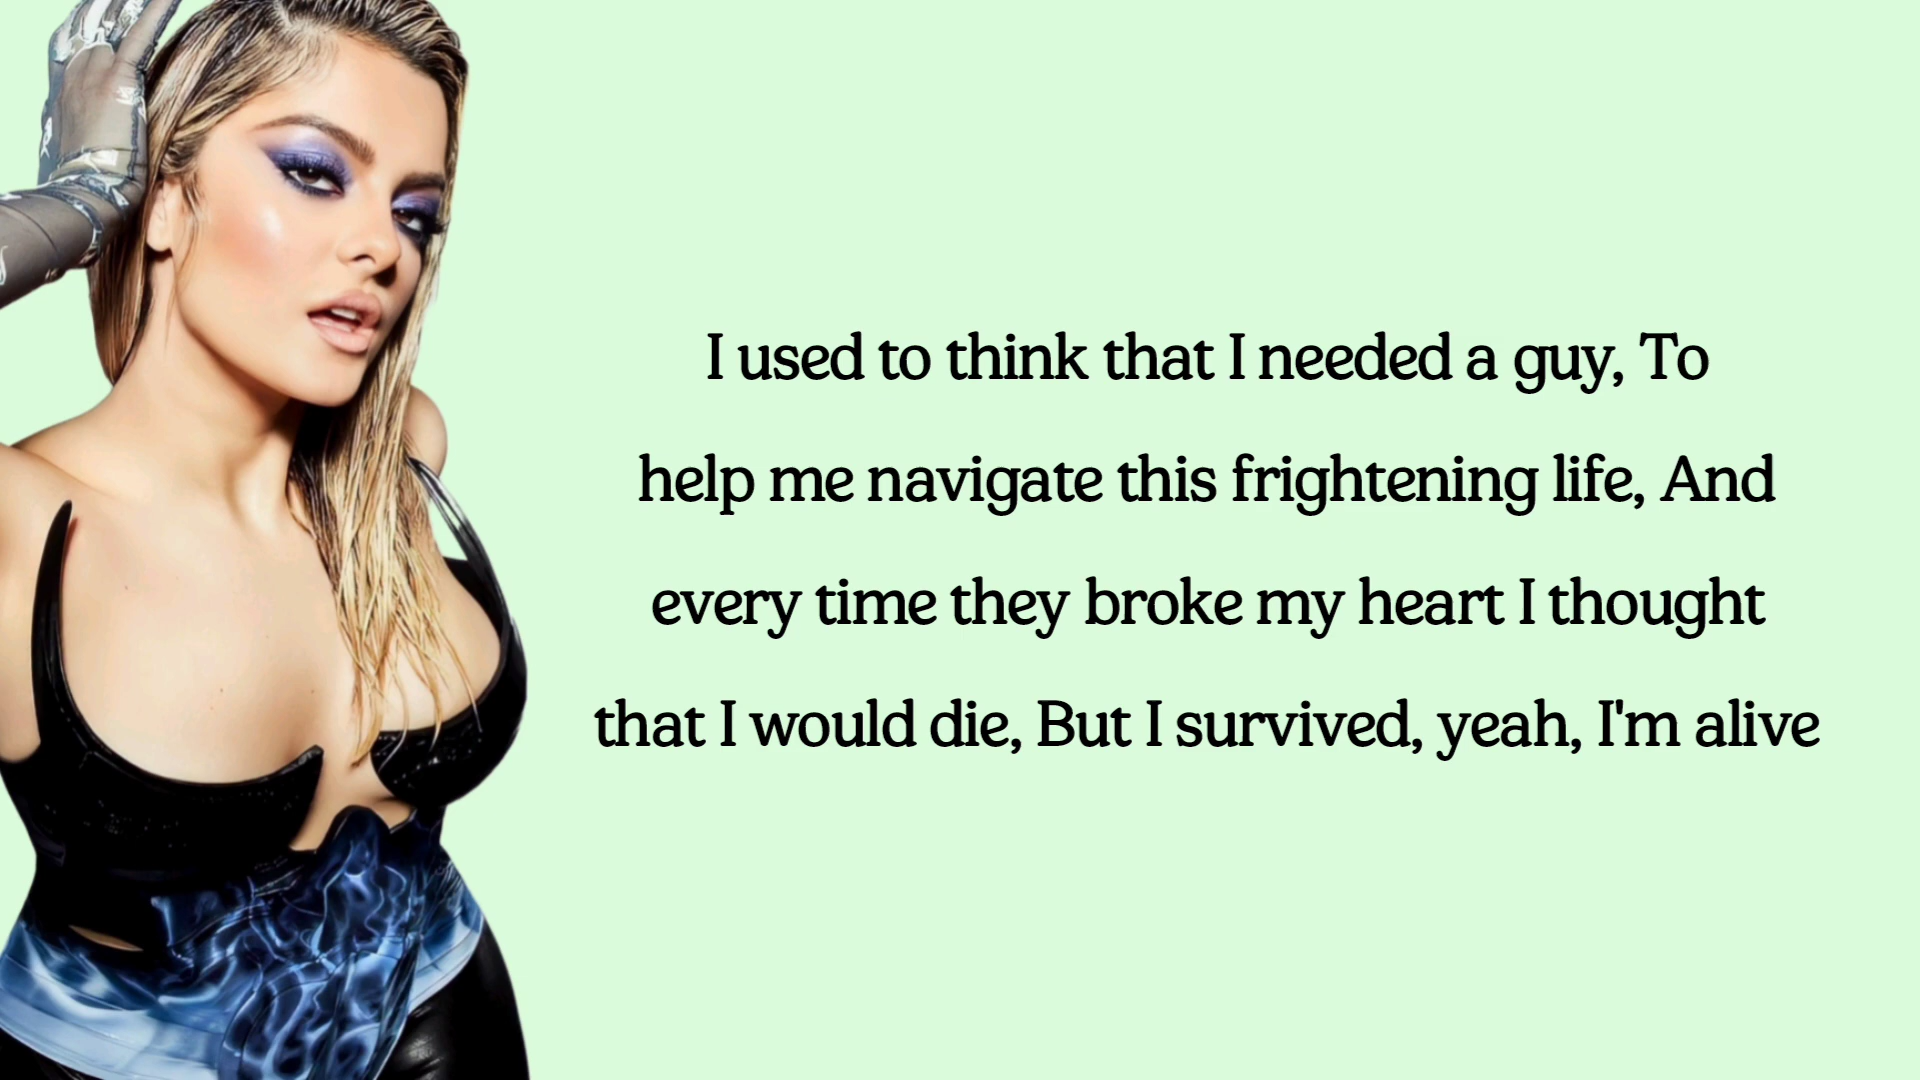 I used to think that I needed a guy, To
help me navigate this frightening life, And
every time they broke my heart I thought
that I would die, But I survived, yeah, I'm alive